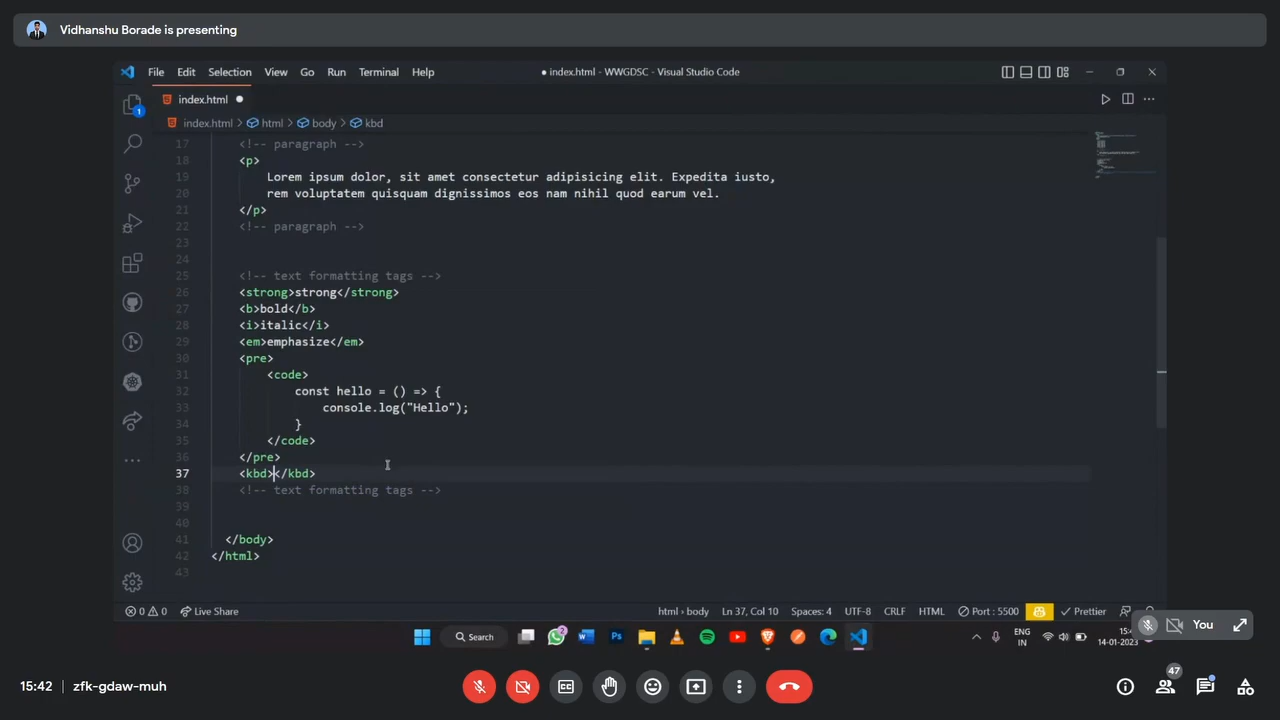 Vidhanshu Borade is presenting
File Edit Selection View Go Run Terminal Help
● index.html - WWGDSC - Visual Studio Code
index.html ●
index.html > html > body > kbd
1
17 <!-- paragraph -->
18 <p>
19 Lorem ipsum dolor, sit amet consectetur adipisicing elit. Expedita iusto,
20 rem voluptatem quisquam dignissimos eos nam nihil quod earum vel.
21 </p>
22 <!-- paragraph -->
23
24
25 <!-- text formatting tags -->
26 <strong>strong</strong>
27 <b>bold</b>
28 <i>italic</i>
29 <em>emphasize</em>
30 <pre>
31 <code>
32 const hello = () => {
33 console.log("Hello");
34 }
35 </code>
36 </pre>
37 <kbd></kbd>
38 <!-- text formatting tags -->
39
40
41 </body>
42 </html>
43
0 0 Live Share html > body Ln 37, Col 10 Spaces: 4 UTF-8 CRLF HTML Port : 5500 Prettier
You
Search 2 W Ps ENG
IN
14-01-2023
15:42 | zfk-gdaw-muh
47